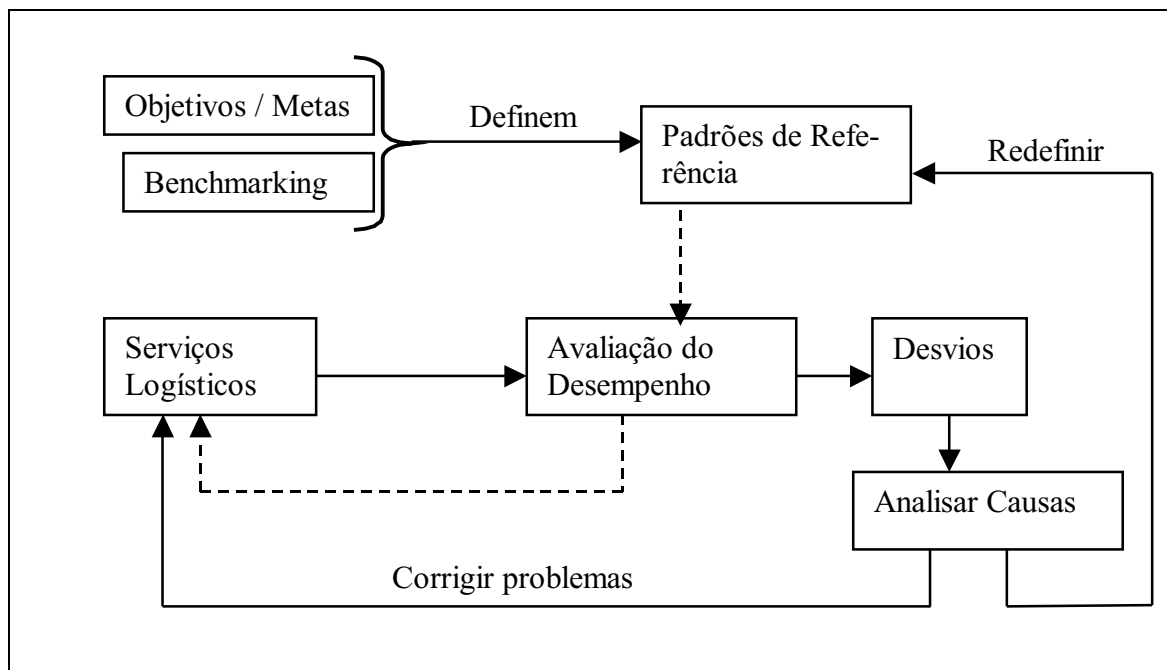 Objetivos / Metas
Benchmarking
Definem
Padrões de Refe-
rência
Redefinir
Serviços
Logísticos
Avaliação do
Desempenho
Desvios
Analisar Causas
Corrigir problemas